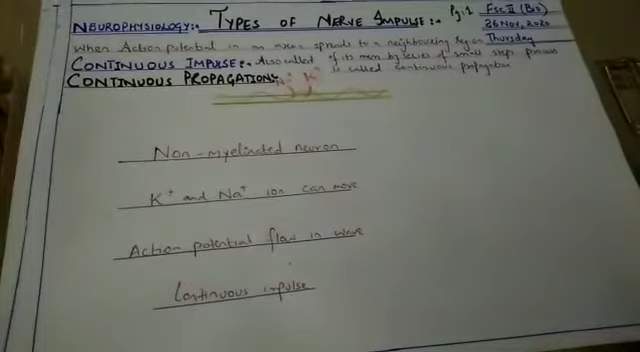 NEUROPHYSIOLOGY:- TYPES OF NERVE IMPULSE:- Pg:1 Fsc II (Bio)
26 Nov, 2020
Thursday
When Action potential in an axon spreads to a neighbouring region
CONTINUOUS IMPULSE:- Also called of its mem by series of small steps process
CONTINUOUS PROPAGATION:- is called continuous propagation
Non-myelinated neuron
K+ and Na+ ion can move
Action potential flow in wave
Continuous impulse